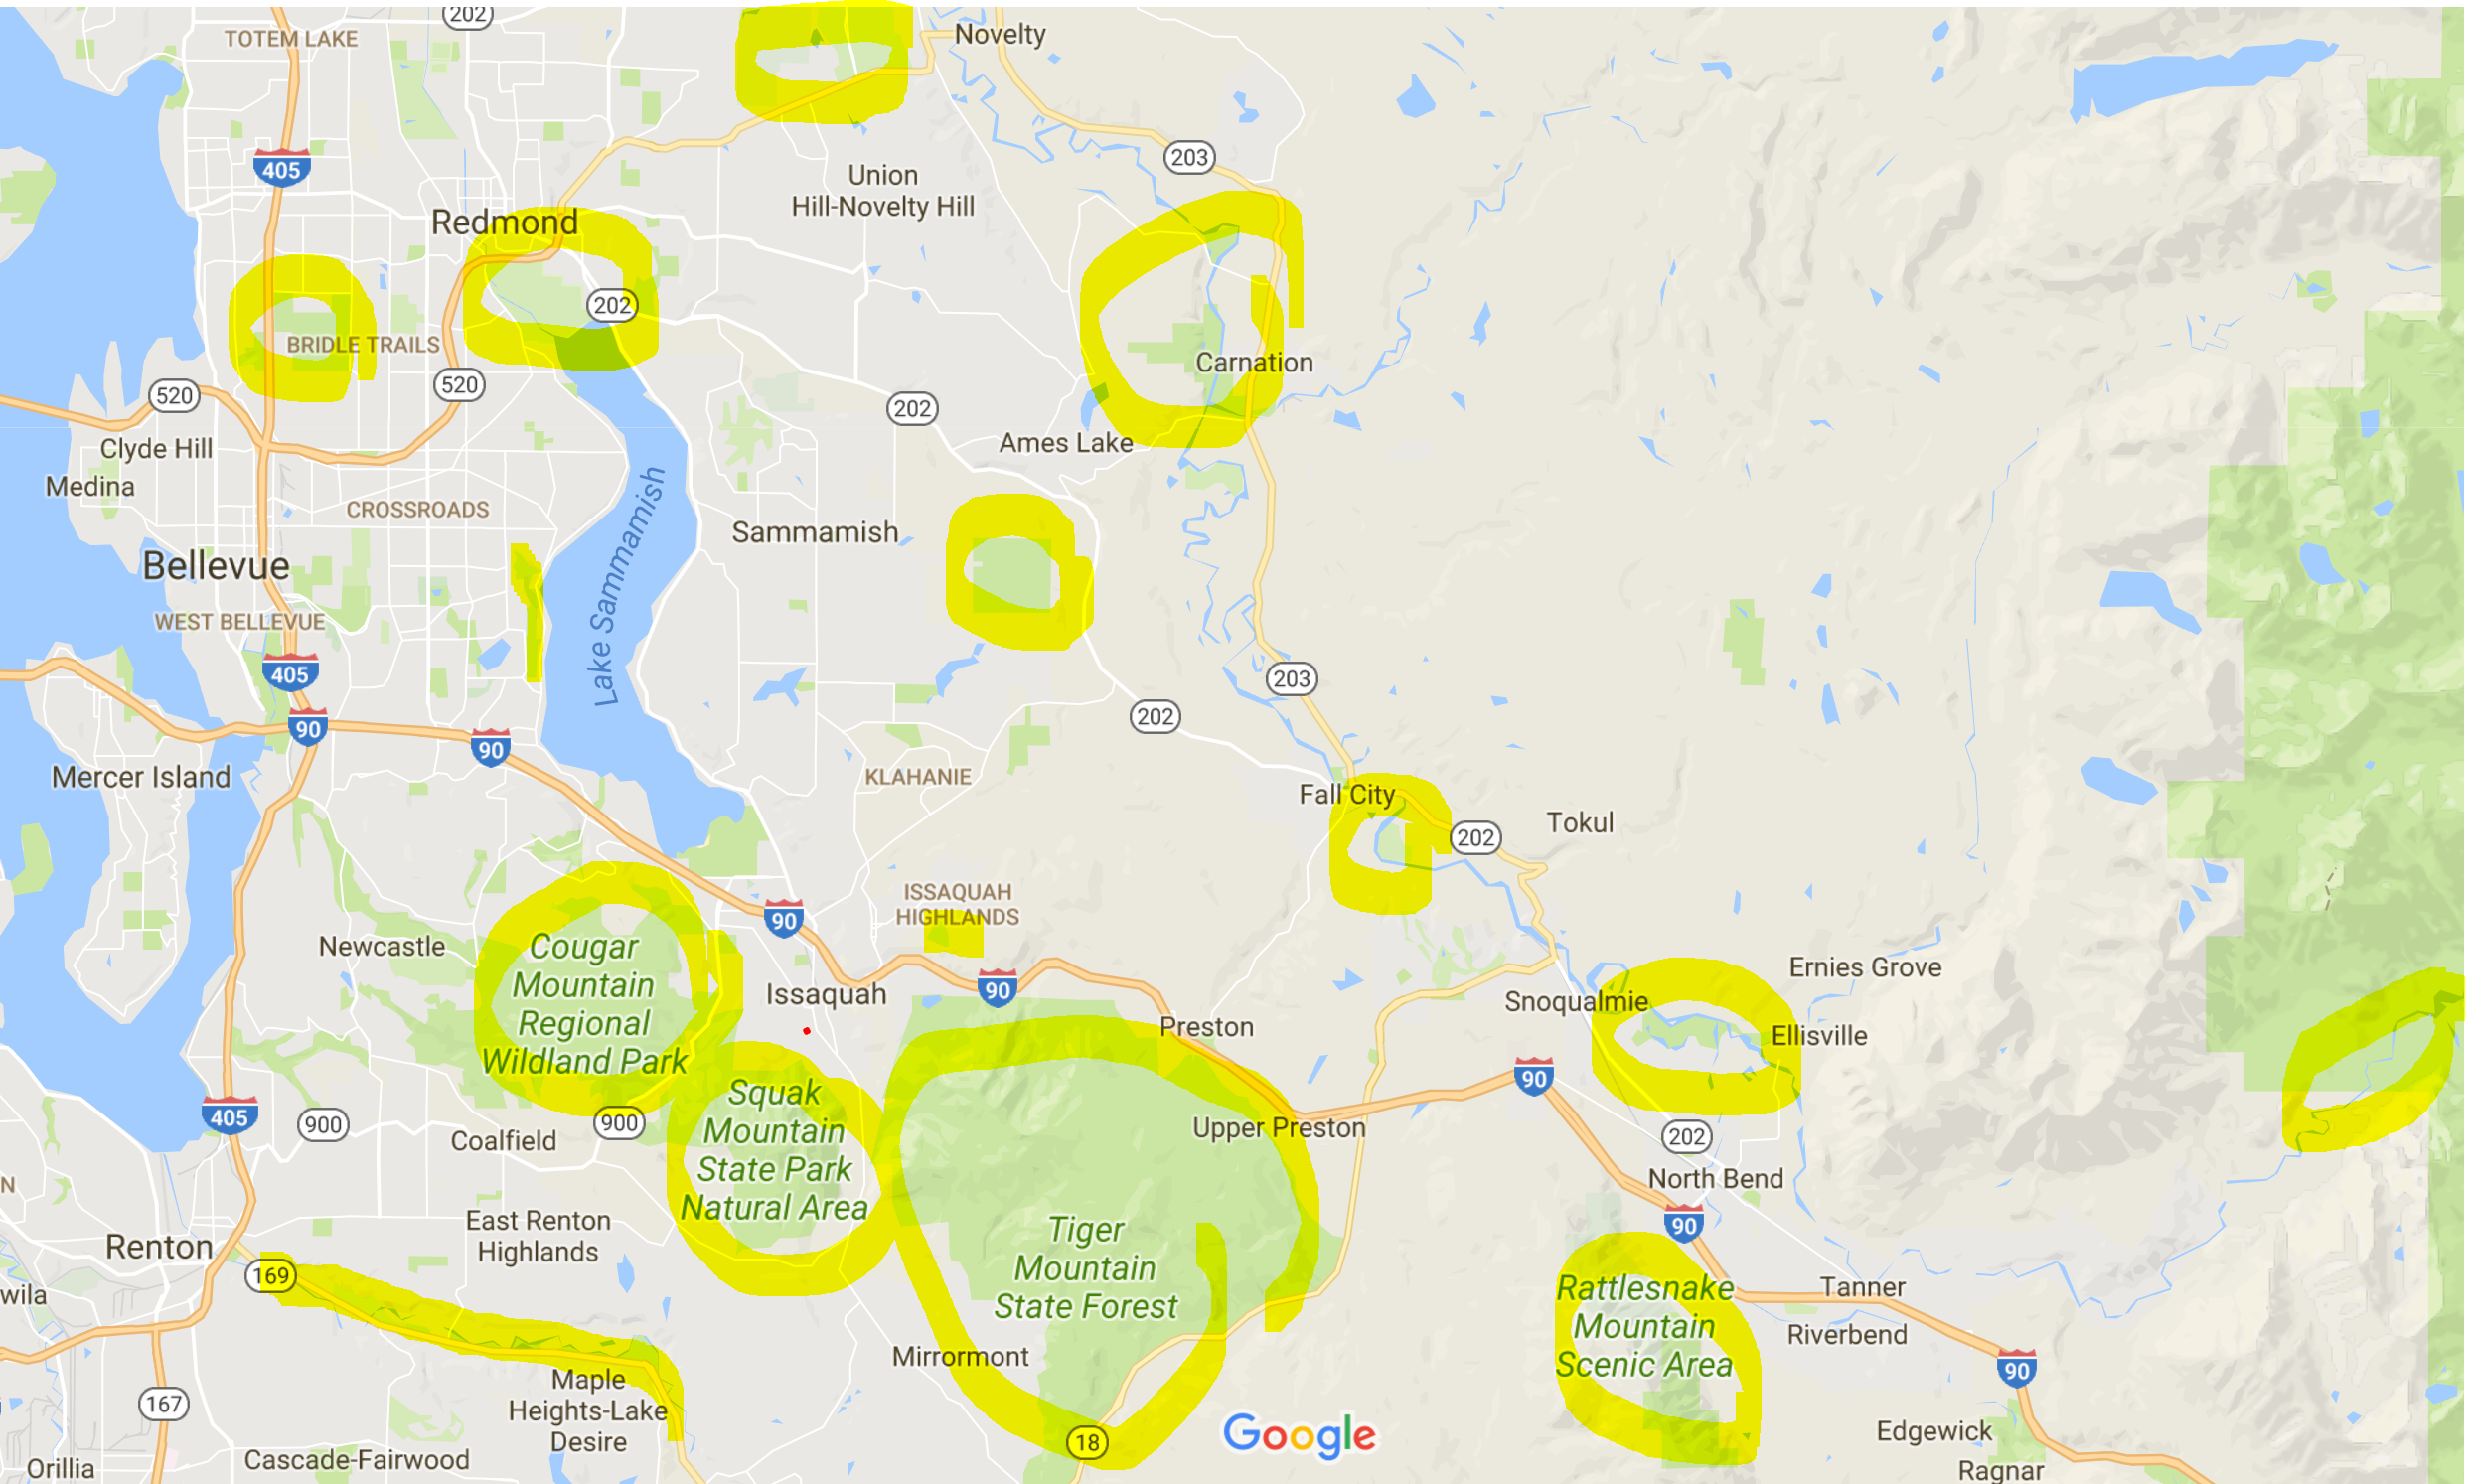 202
TOTEM LAKE
Novelty
405
203
Union
Hill-Novelty Hill
Redmond
202
BRIDLE TRAILS
Carnation
520
520
202
Clyde Hill
Ames Lake
Medina
CROSSROADS
Lake Sammamish
Sammamish
Bellevue
WEST BELLEVUE
405
203
202
90
90
Mercer Island
KLAHANIE
Fall City
202
Tokul
ISSAQUAH
HIGHLANDS
90
Newcastle
Cougar
Mountain
Regional
Wildland Park
Ernies Grove
90
Issaquah
Snoqualmie
Preston
Ellisville
90
Squak
Mountain
State Park
Natural Area
405
900
900
Upper Preston
Coalfield
202
North Bend
N
East Renton
Highlands
90
Tiger
Mountain
State Forest
Renton
169
Rattlesnake
Mountain
Scenic Area
Tanner
wila
Riverbend
Mirrormont
90
Maple
Heights-Lake
Desire
167
Google
18
Edgewick
Cascade-Fairwood
Orillia
Ragnar